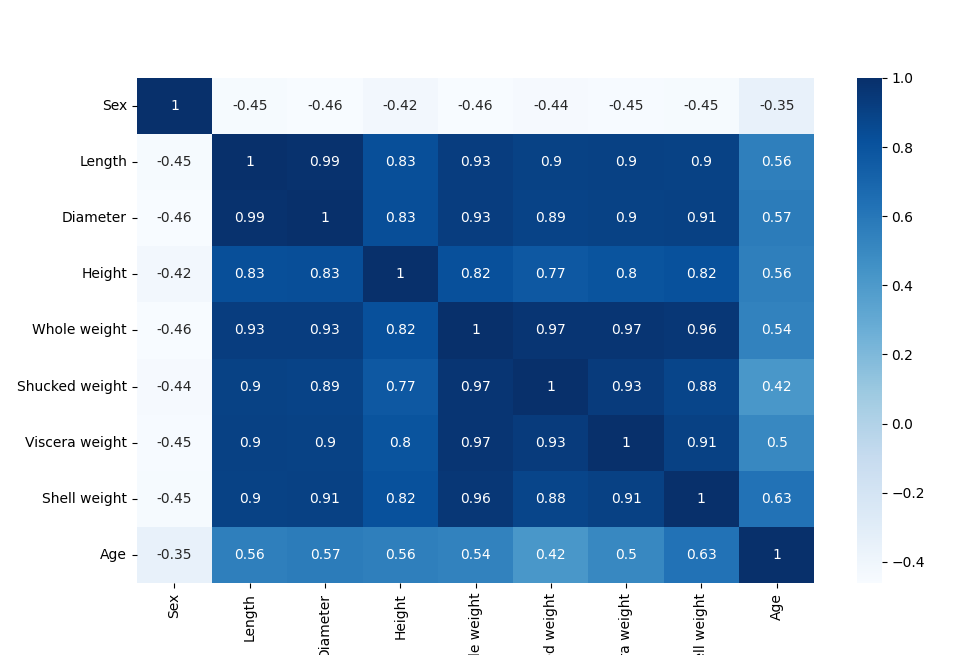 Sex 1 -0.45 -0.46 -0.42 -0.46 -0.44 -0.45 -0.45 -0.35
Length -0.45 1 0.99 0.83 0.93 0.9 0.9 0.9 0.56
Diameter -0.46 0.99 1 0.83 0.93 0.89 0.9 0.91 0.57
Height -0.42 0.83 0.83 1 0.82 0.77 0.8 0.82 0.56
Whole weight -0.46 0.93 0.93 0.82 1 0.97 0.97 0.96 0.54
Shucked weight -0.44 0.9 0.89 0.77 0.97 1 0.93 0.88 0.42
Viscera weight -0.45 0.9 0.9 0.8 0.97 0.93 1 0.91 0.5
Shell weight -0.45 0.9 0.91 0.82 0.96 0.88 0.91 1 0.63
Age -0.35 0.56 0.57 0.56 0.54 0.42 0.5 0.63 1
Sex
Length
Diameter
Height
le weight
d weight
ra weight
ell weight
Age
1.0
0.8
0.6
0.4
0.2
0.0
−0.2
−0.4